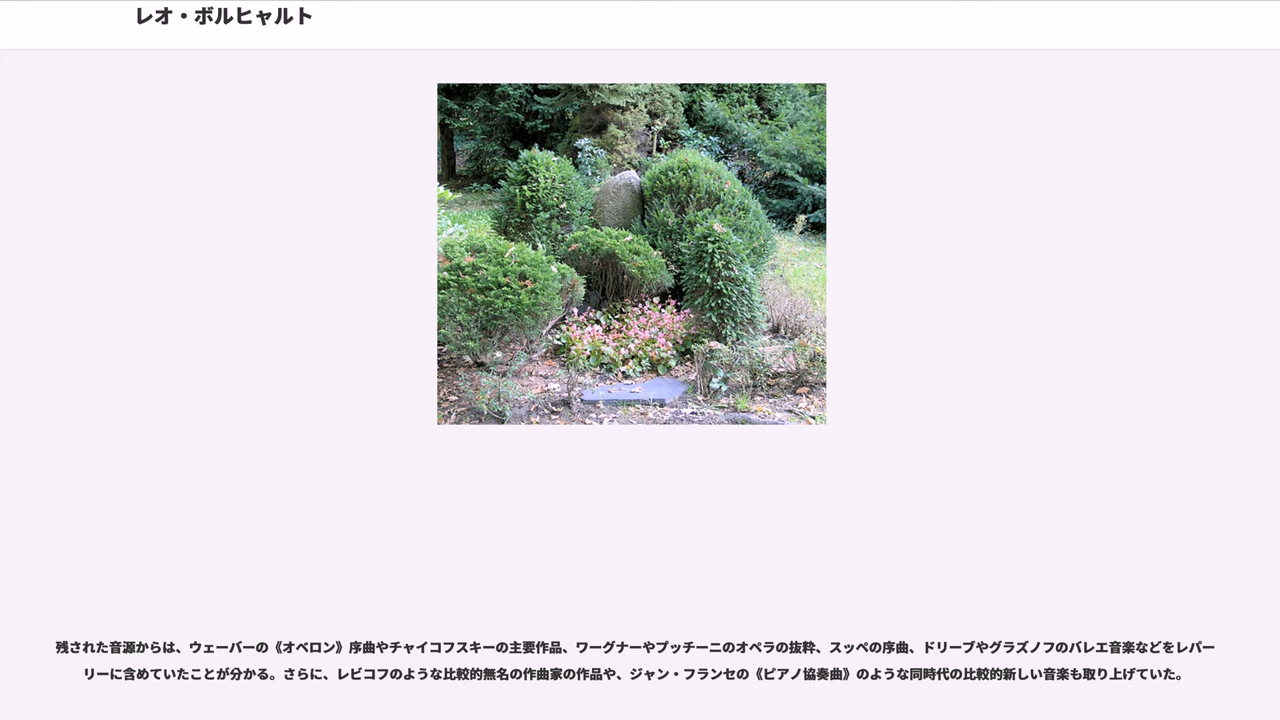 レオ・ボルヒャルト
残された音源からは、ウェーバーの《オベロン》序曲やチャイコフスキーの主要作品、ワーグナーやプッチーニのオペラの抜粋、スッペの序曲、ドリーブやグラズノフのバレエ音楽などをレパー
リーに含めていたことが分かる。さらに、レビコフのような比較的無名の作曲家の作品や、ジャン・フランセの《ピアノ協奏曲》のような同時代の比較的新しい音楽も取り上げていた。